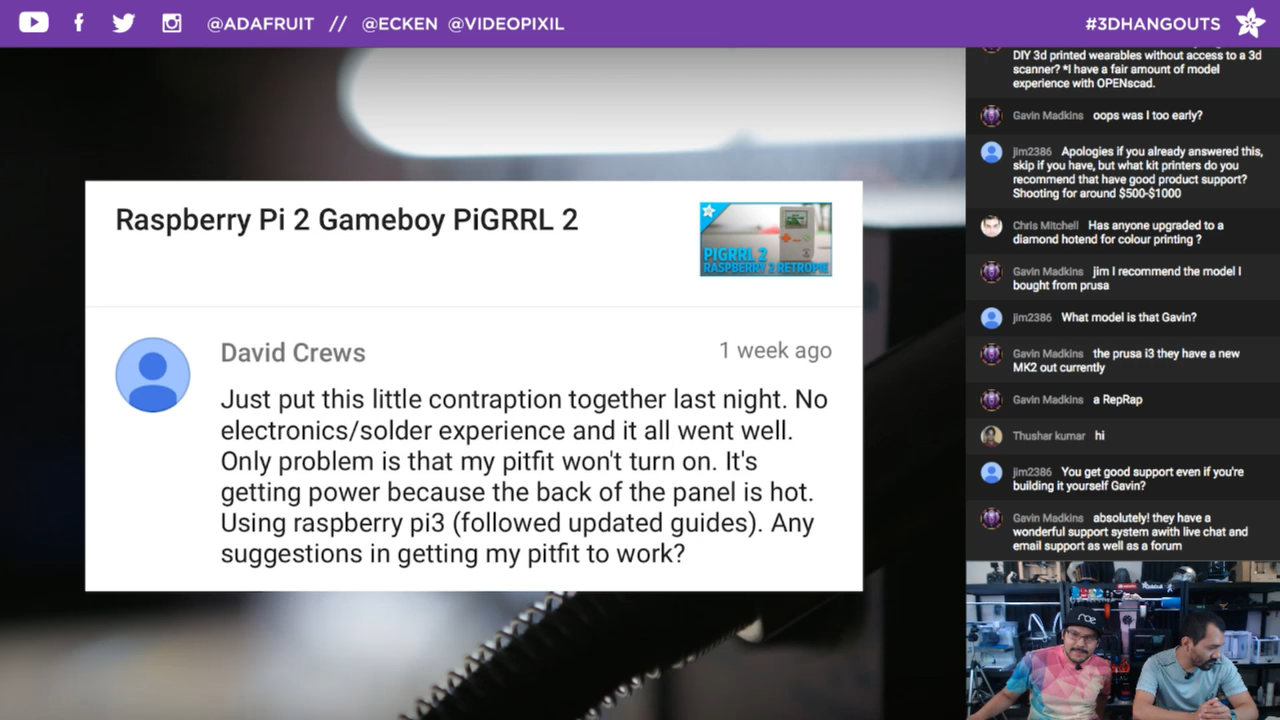 @ADAFRUIT // @ECKEN @VIDEOPIXIL
#3DHANGOUTS
Raspberry Pi 2 Gameboy PiGRRL 2
PIGRRL 2
RASPBERRY 2 RETROPIE
David Crews
1 week ago
Just put this little contraption together last night. No
electronics/solder experience and it all went well.
Only problem is that my pitfit won't turn on. It's
getting power because the back of the panel is hot.
Using raspberry pi3 (followed updated guides). Any
suggestions in getting my pitfit to work?
DIY 3d printed wearables without access to a 3d
scanner? *I have a fair amount of model
experience with OPENscad.
Gavin Madkins oops was I too early?
jim2386 Apologies if you already answered this,
skip if you have, but what kit printers do you
recommend that have good product support?
Shooting for around $500-$1000
Chris Mitchell Has anyone upgraded to a
diamond hotend for colour printing ?
Gavin Madkins jim I recommend the model I
bought from prusa
jim2386 What model is that Gavin?
Gavin Madkins the prusa i3 they have a new
MK2 out currently
Gavin Madkins a RepRap
Thushar kumar hi
jim2386 You get good support even if you're
building it yourself Gavin?
Gavin Madkins absolutely! they have a
wonderful support system awith live chat and
email support as well as a forum